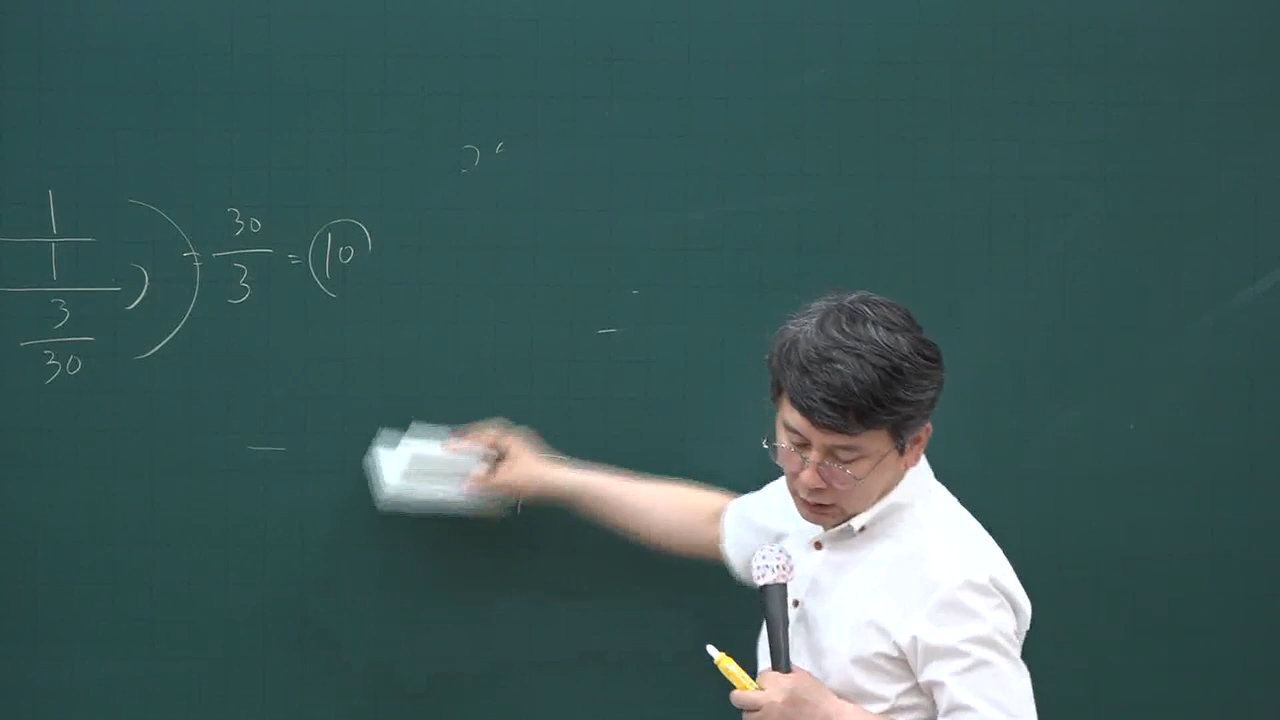 1/1/(3/30) ) ) = 30/3 = 10